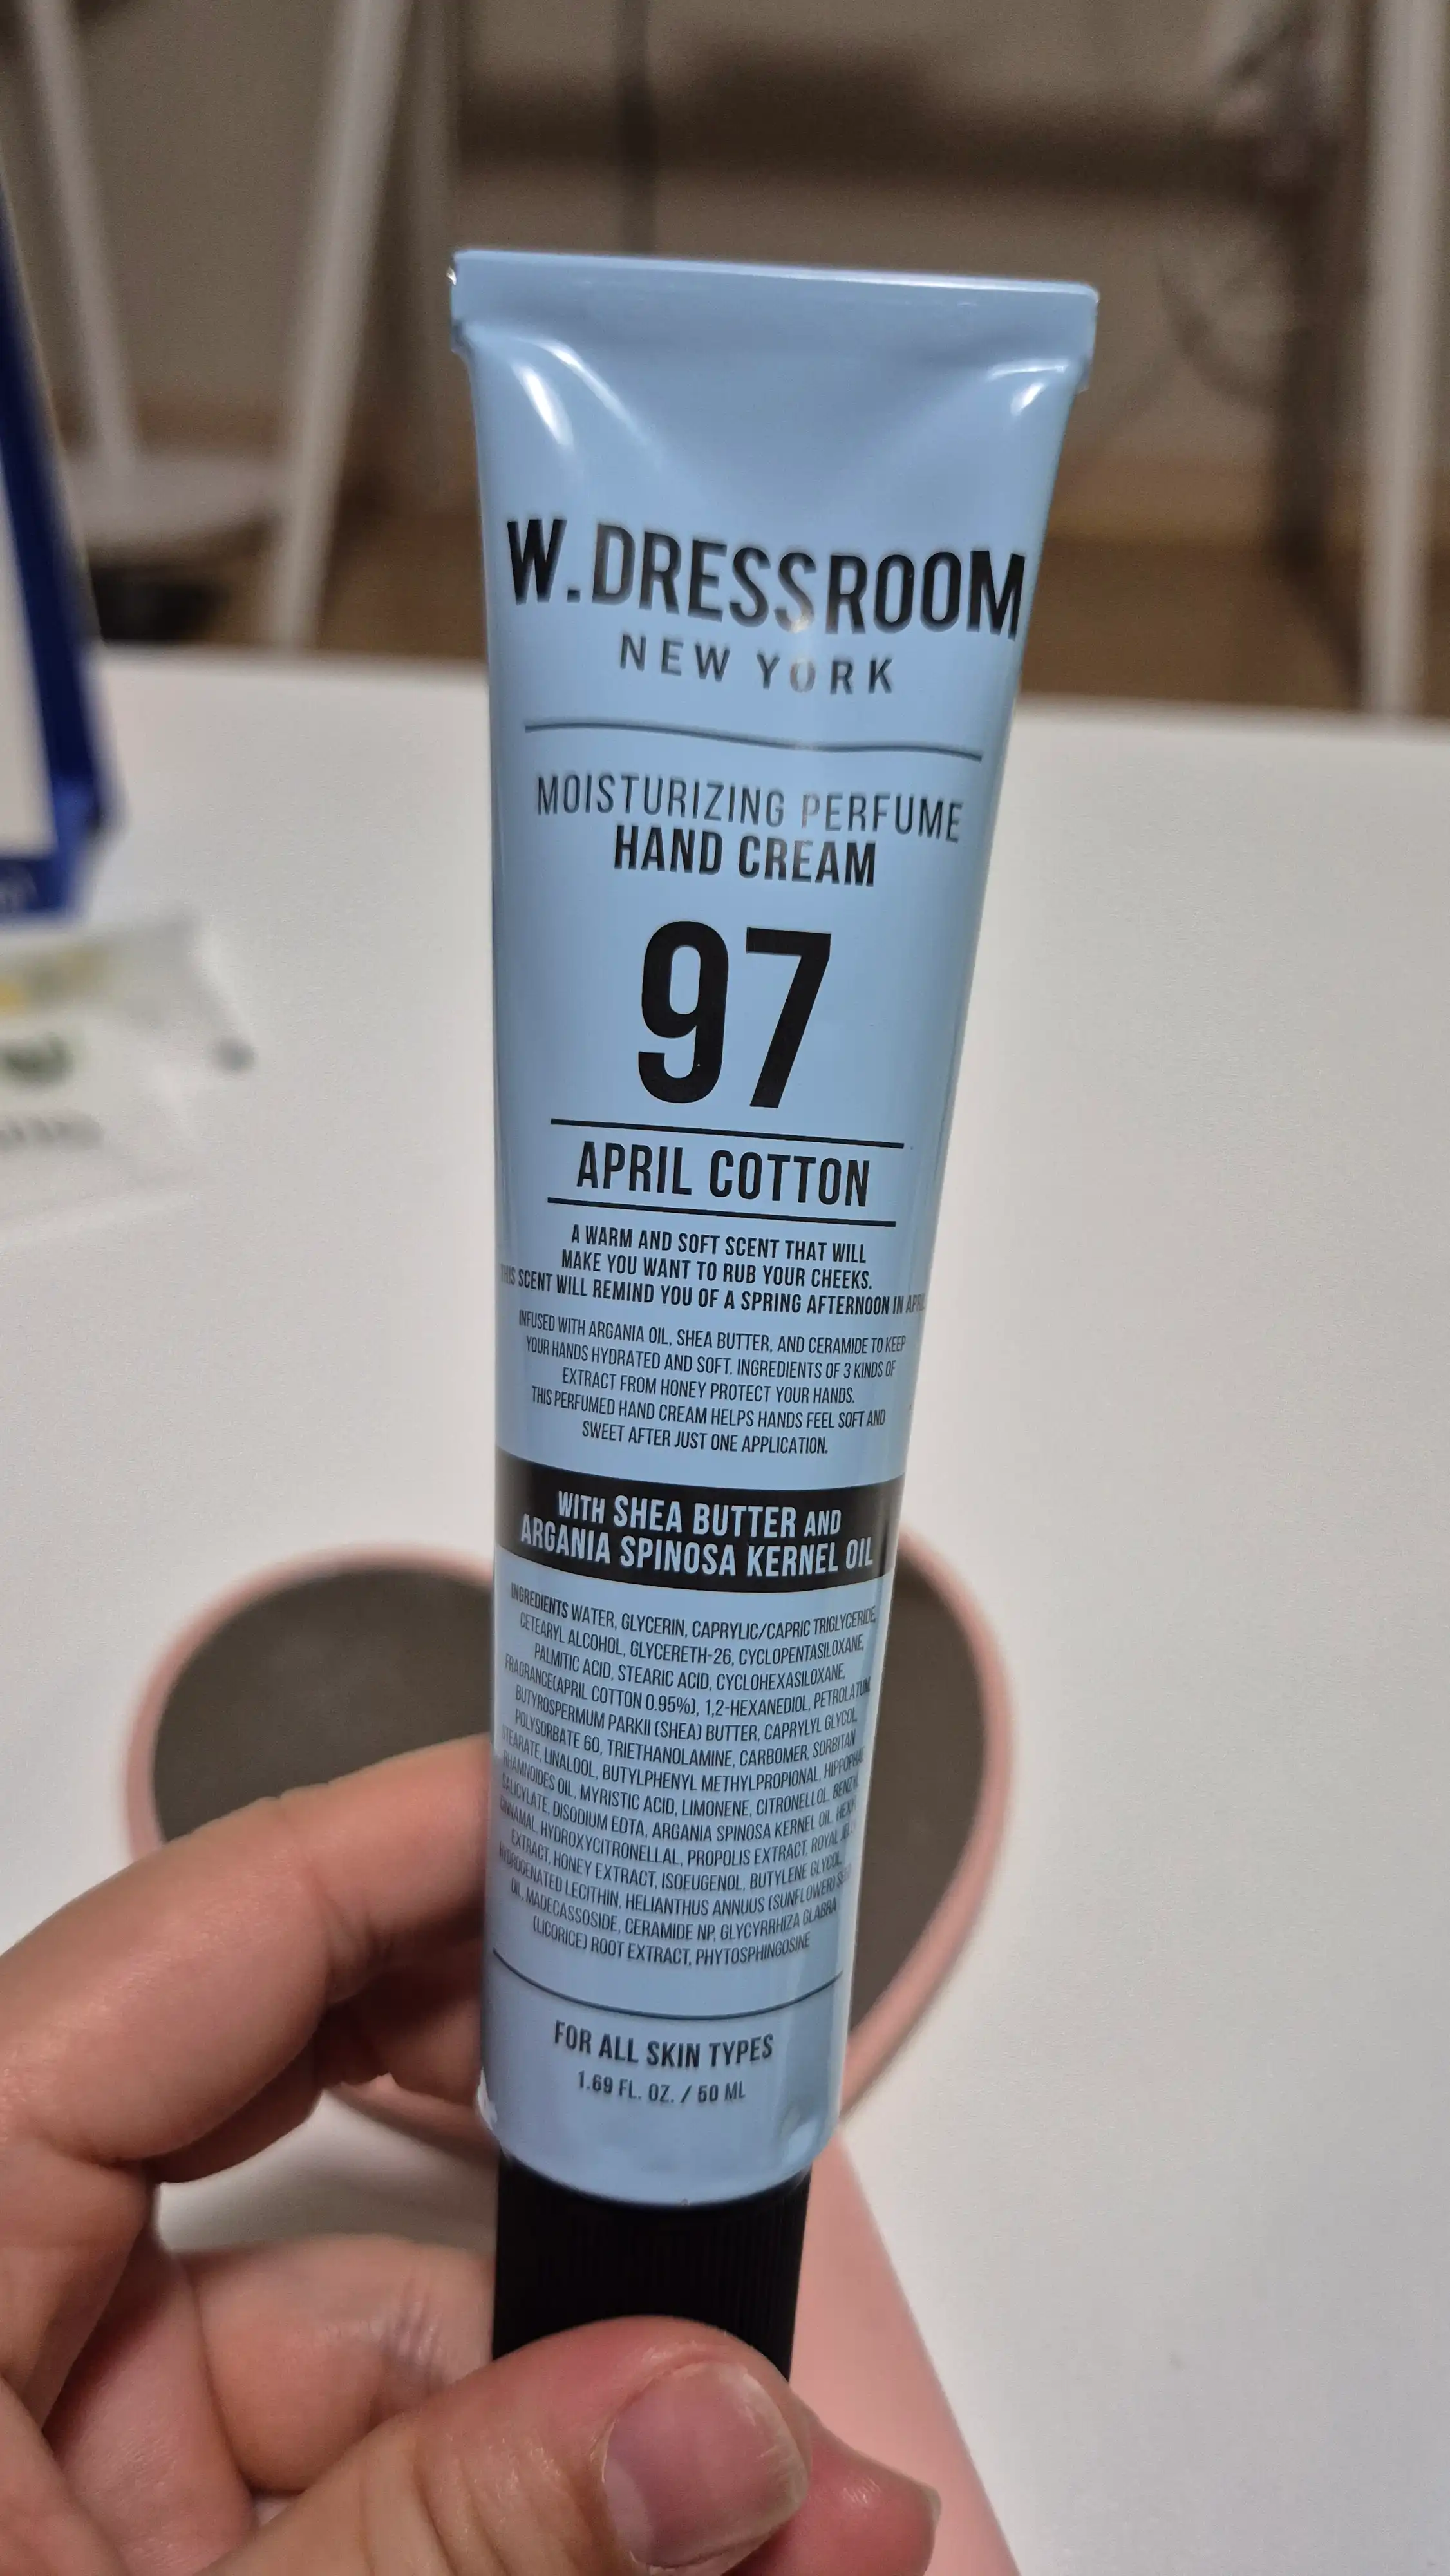 W.DRESSROOM
NEW YORK
MOISTURIZING PERFUME
HAND CREAM
97
APRIL COTTON
A WARM AND SOFT SCENT THAT WILL
MAKE YOU WANT TO RUB YOUR CHEEKS.
THIS SCENT WILL REMIND YOU OF A SPRING AFTERNOON IN APRIL
INFUSED WITH ARGANIA OIL, SHEA BUTTER, AND CERAMIDE TO KEEP
YOUR HANDS HYDRATED AND SOFT. INGREDIENTS OF 3 KINDS OF
EXTRACT FROM HONEY PROTECT YOUR HANDS.
THIS PERFUMED HAND CREAM HELPS HANDS FEEL SOFT AND
SWEET AFTER JUST ONE APPLICATION.
WITH SHEA BUTTER AND
ARGANIA SPINOSA KERNEL OIL
INGREDIENTS WATER, GLYCERIN, CAPRYLIC/CAPRIC TRIGLYCERIDE,
CETEARYL ALCOHOL, GLYCERETH-26, CYCLOPENTASILOXANE,
PALMITIC ACID, STEARIC ACID, CYCLOHEXASILOXANE,
FRAGRANCE(APRIL COTTON 0.95%), 1,2-HEXANEDIOL, PETROLATUM,
BUTYROSPERMUM PARKII (SHEA) BUTTER, CAPRYLYL GLYCOL,
POLYSORBATE 60, TRIETHANOLAMINE, CARBOMER, SORBITAN
STEARATE, LINALOOL, BUTYLPHENYL METHYLPROPIONAL, HIPPOPHAE
RHAMNOIDES OIL, MYRISTIC ACID, LIMONENE, CITRONELLOL, BENZYL
SALICYLATE, DISODIUM EDTA, ARGANIA SPINOSA KERNEL OIL, HEXYL
CINNAMAL, HYDROXYCITRONELLAL, PROPOLIS EXTRACT, ROYAL JELLY
EXTRACT, HONEY EXTRACT, ISOEUGENOL, BUTYLENE GLYCOL,
HYDROGENATED LECITHIN, HELIANTHUS ANNUUS (SUNFLOWER) SEED
OIL, MADECASSOSIDE, CERAMIDE NP, GLYCYRRHIZA GLABRA
(LICORICE) ROOT EXTRACT, PHYTOSPHINGOSINE
FOR ALL SKIN TYPES
1.69 FL. OZ. / 50 ML